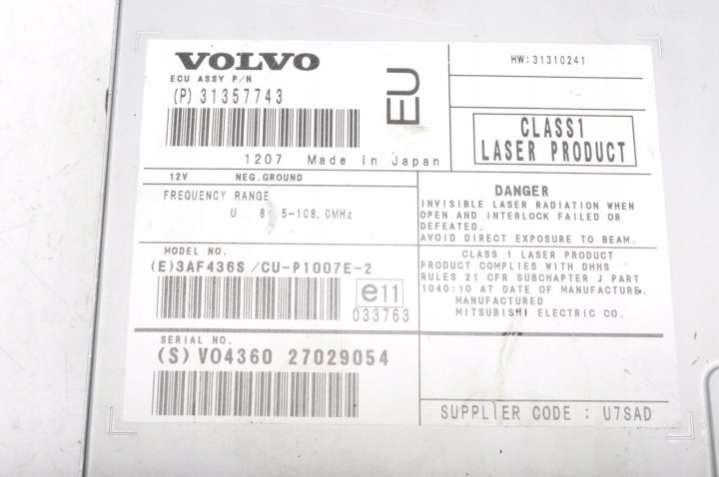 VOLVO
ECU ASSY P/N
(P) 31357743
EU
1207 Made in Japan
HW:31310241
CLASS1
LASER PRODUCT
12V NEG.GROUND
FREQUENCY RANGE
U 5-108.0MHz
MODEL NO.
(E)3AF436S/CU-P1007E-2
e11
033763
SERIAL NO.
(S) V04360 27029054
DANGER
INVISIBLE LASER RADIATION WHEN
OPEN AND INTERLOCK FAILED OR
DEFEATED.
AVOID DIRECT EXPOSURE TO BEAM.
CLASS 1 LASER PRODUCT
PRODUCT COMPLIES WITH DHHS
RULES 21 CFR SUBCHAPTER J PART
1040:10 AT DATE OF MANUFACTURE.
MANUFACTURED
MITSUBISHI ELECTRIC CO.
SUPPLIER CODE : U7SAD